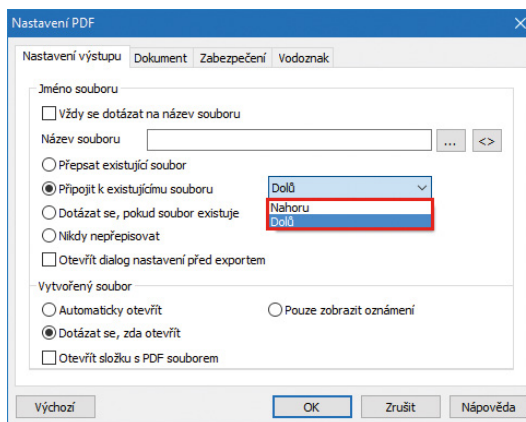 Nastavení PDF
Nastavení výstupu Dokument Zabezpečení Vodoznak
Jméno souboru
Vždy se dotázat na název souboru
Název souboru ... <>
Přepsat existující soubor
Připojit k existujícímu souboru Dolů
Nahoru
Dotázat se, pokud soubor existuje Dolů
Nikdy nepřepisovat
Otevřít dialog nastavení před exportem
Vytvořený soubor
Automaticky otevřít Pouze zobrazit oznámení
Dotázat se, zda otevřít
Otevřít složku s PDF souborem
Výchozí OK Zrušit Nápověda